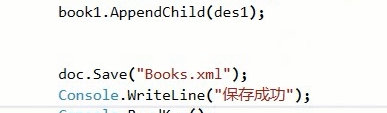 book1.AppendChild(des1);
doc.Save("Books.xml");
Console.WriteLine("保存成功");